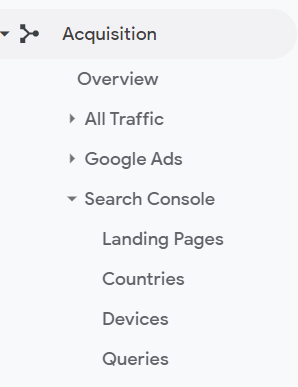 Acquisition
Overview
All Traffic
Google Ads
Search Console
Landing Pages
Countries
Devices
Queries